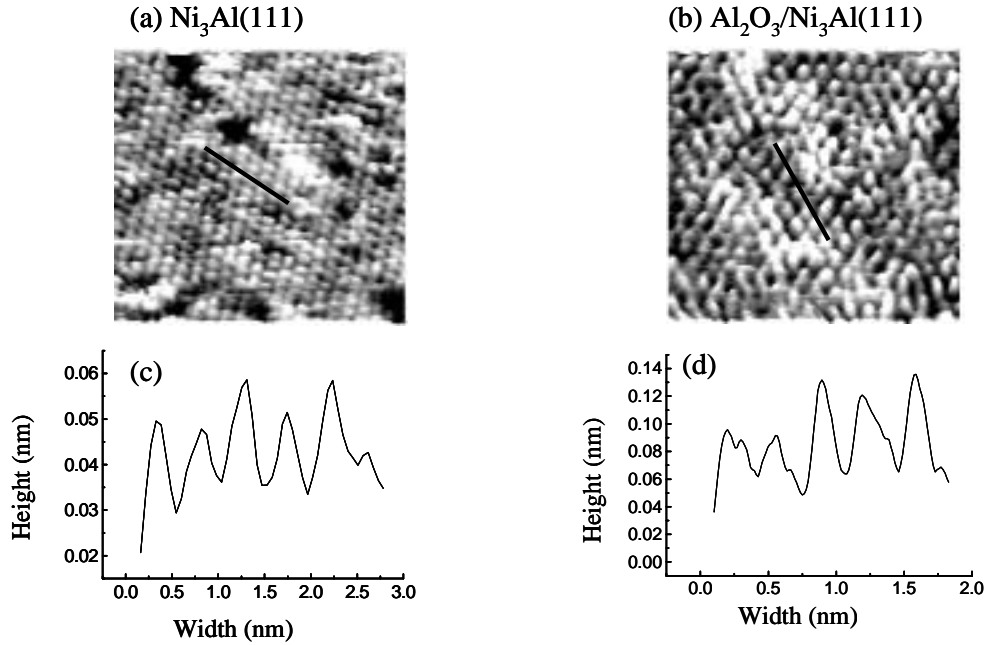 (a) Ni₃Al(111)
(b) Al₂O₃/Ni₃Al(111)
(c)
0.06
0.05
0.04
0.03
0.02
Height (nm)
0.0 0.5 1.0 1.5 2.0 2.5 3.0
Width (nm)
(d)
0.14
0.12
0.10
0.08
0.06
0.04
0.02
0.00
Height (nm)
0.0 0.5 1.0 1.5 2.0
Width (nm)